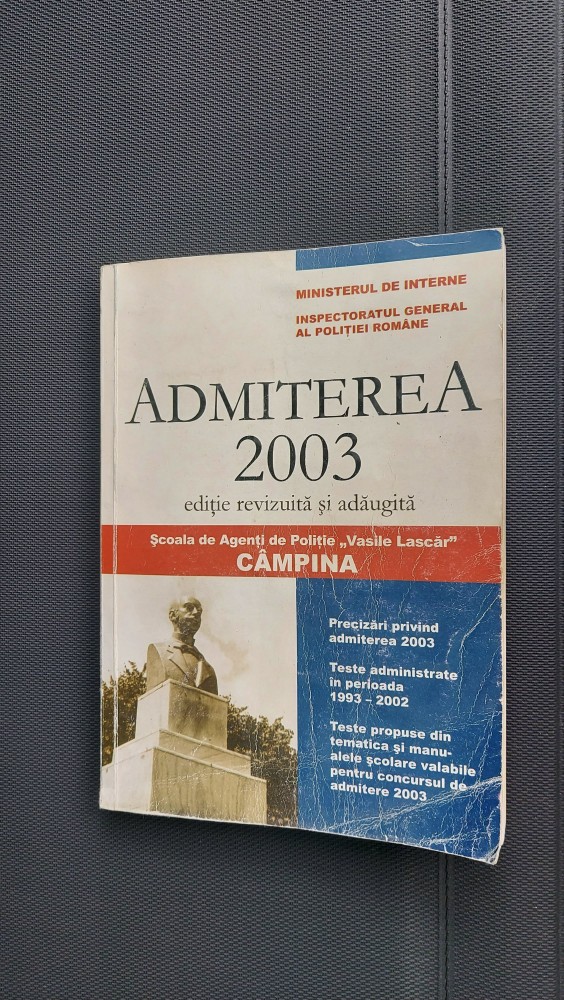 MINISTERUL DE INTERNE
INSPECTORATUL GENERAL
AL POLIȚIEI ROMÂNE
ADMITEREA
2003
ediție revizuită și adăugită
Școala de Agenți de Poliție „Vasile Lascăr”
CÂMPINA
Precizări privind
admiterea 2003
Teste administrate
în perioada
1993 – 2002
Teste propuse din
tematica și manu-
alele școlare valabile
pentru concursul de
admitere 2003